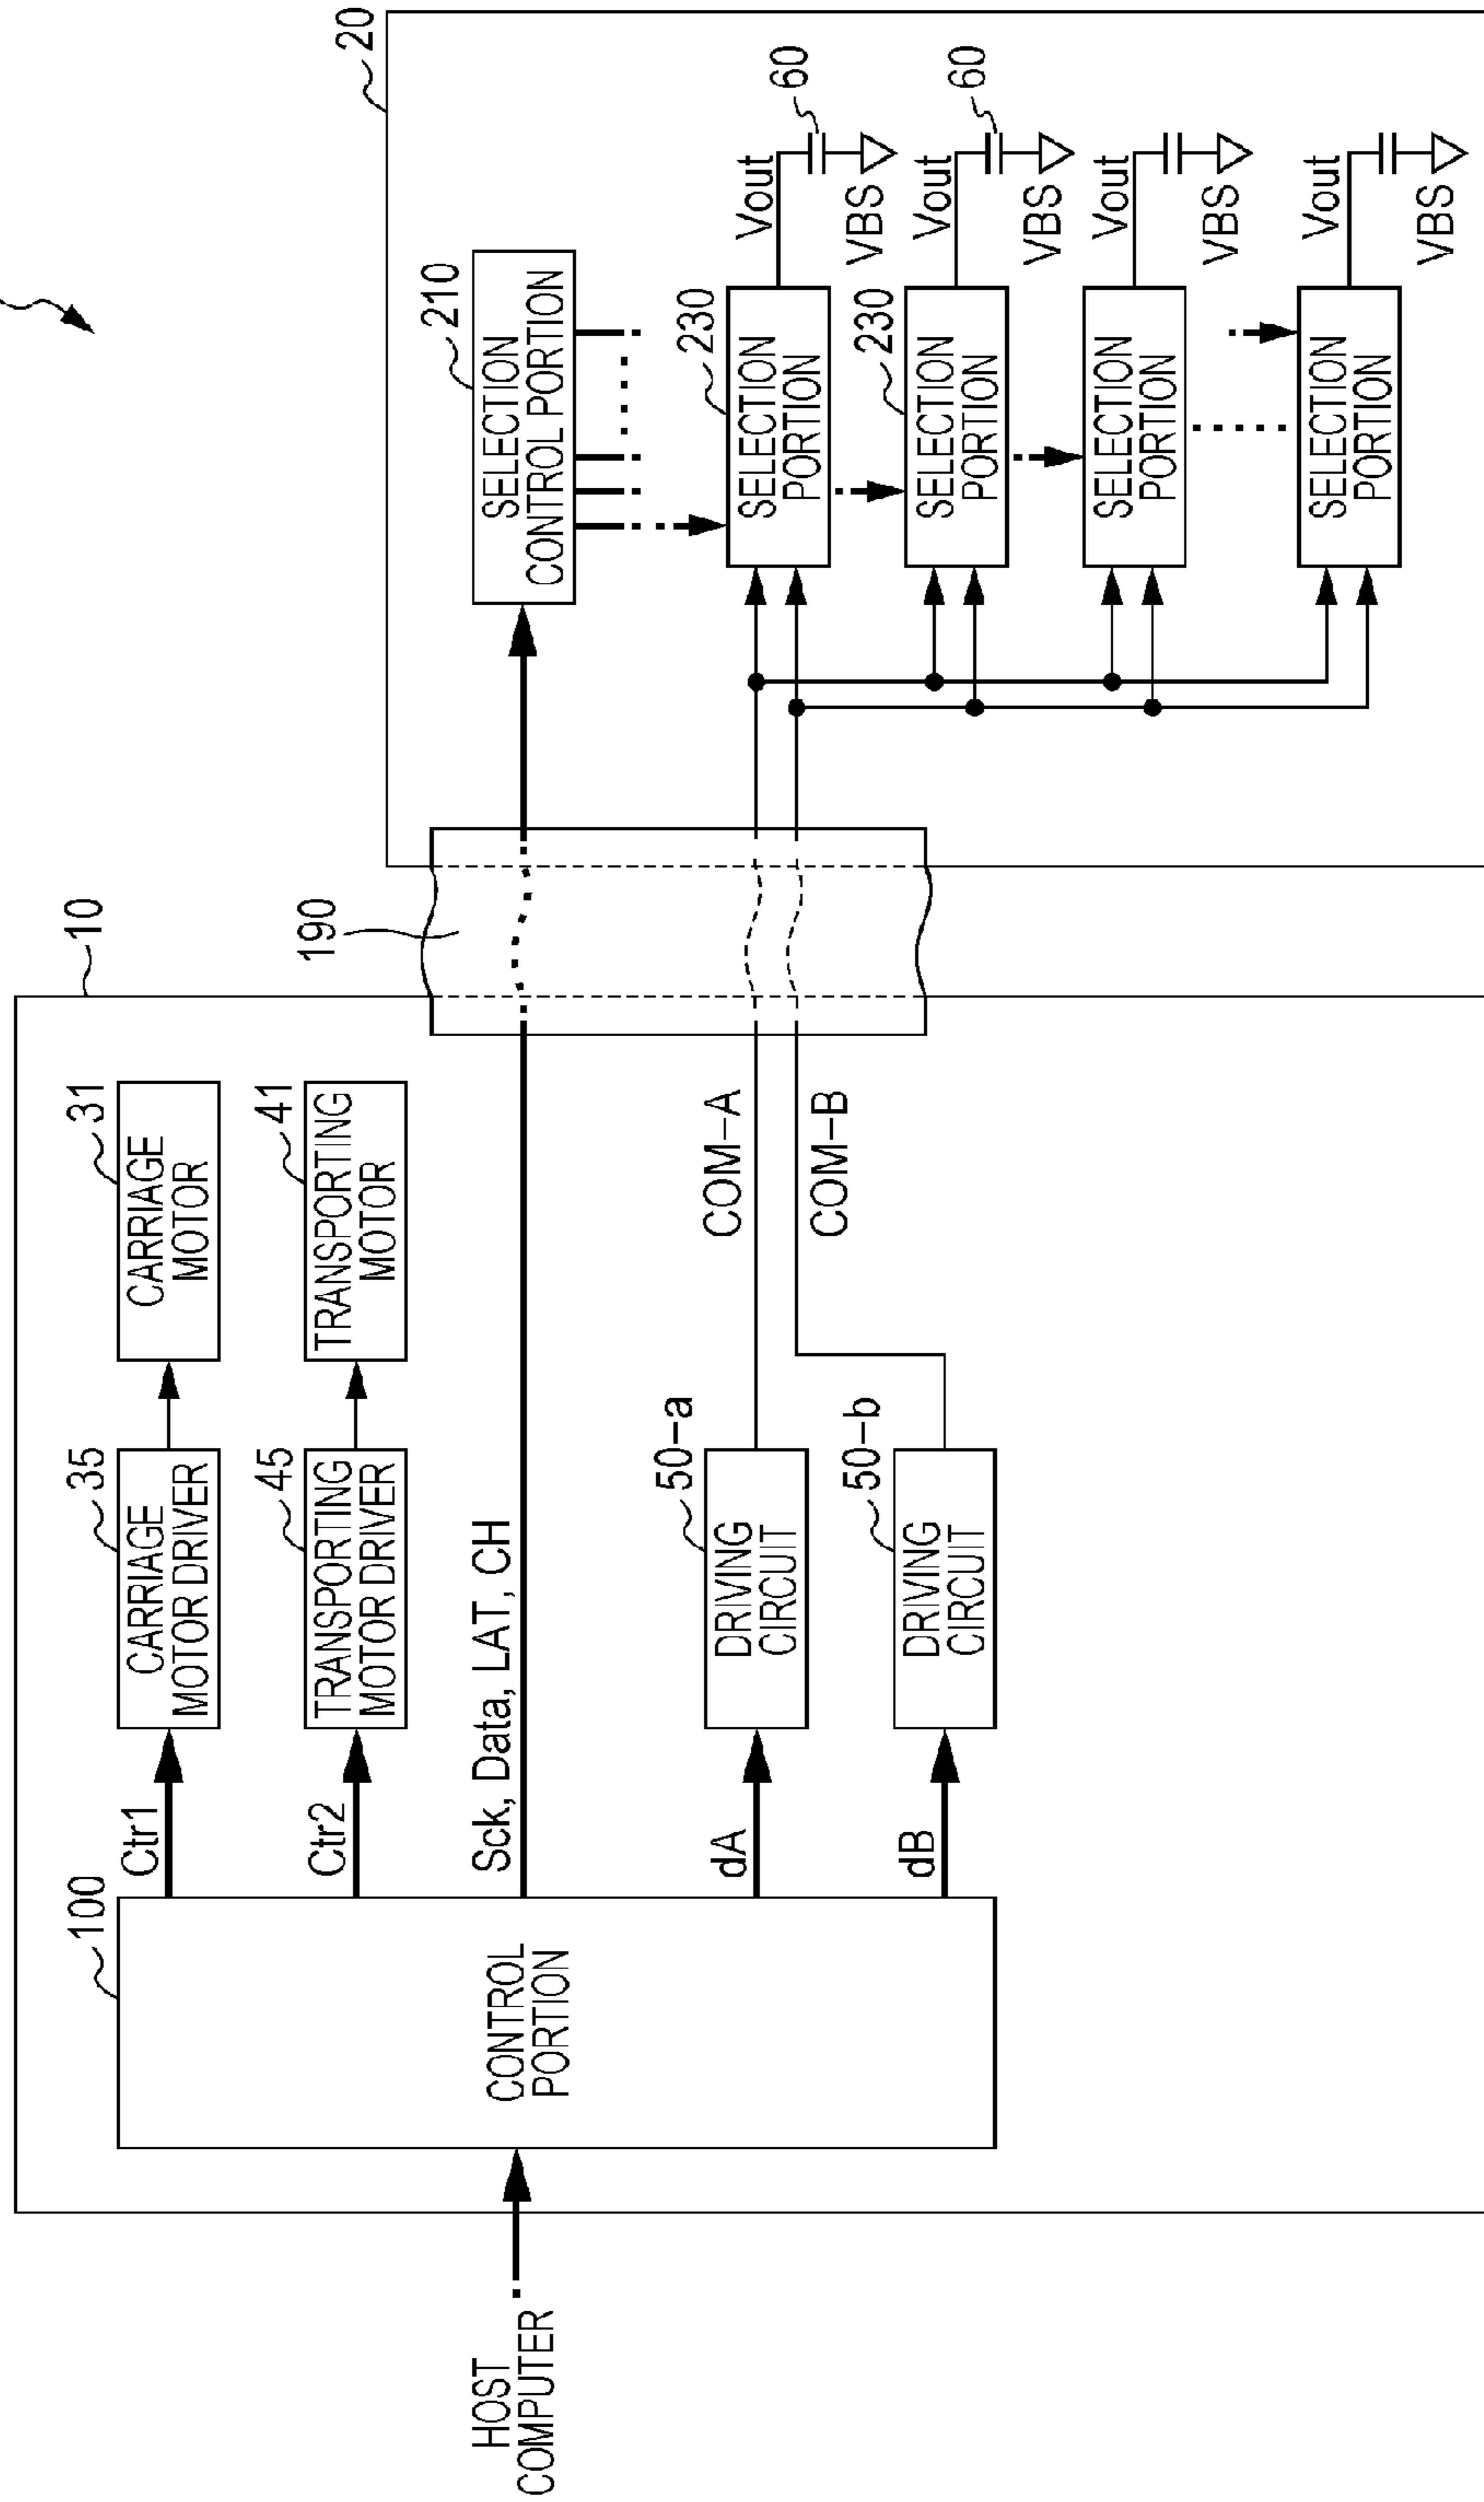 10
20
100
Ctr1
35
CARRIAGE
MOTOR DRIVER
31
CARRIAGE
MOTOR
Ctr2
45
TRANSPORTING
MOTOR DRIVER
41
TRANSPORTING
MOTOR
190
210
SELECTION
CONTROL PORTION
HOST
COMPUTER
CONTROL
PORTION
Sck, Data, LAT, CH
dA
50-a
DRIVING
CIRCUIT
COM-A
COM-B
230
SELECTION
PORTION
Vout
60
VBS
dB
50-b
DRIVING
CIRCUIT
230
SELECTION
PORTION
Vout
60
VBS
SELECTION
PORTION
Vout
VBS
SELECTION
PORTION
Vout
VBS